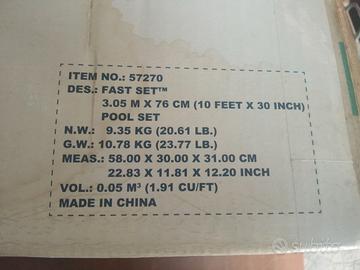 ITEM NO.: 57270
DES.: FAST SET™
3.05 M X 76 CM (10 FEET X 30 INCH)
POOL SET
N.W.: 9.35 KG (20.61 LB.)
G.W.: 10.78 KG (23.77 LB.)
MEAS.: 58.00 X 30.00 X 31.00 CM
22.83 X 11.81 X 12.20 INCH
VOL.: 0.05 M³ (1.91 CU/FT)
MADE IN CHINA
subito